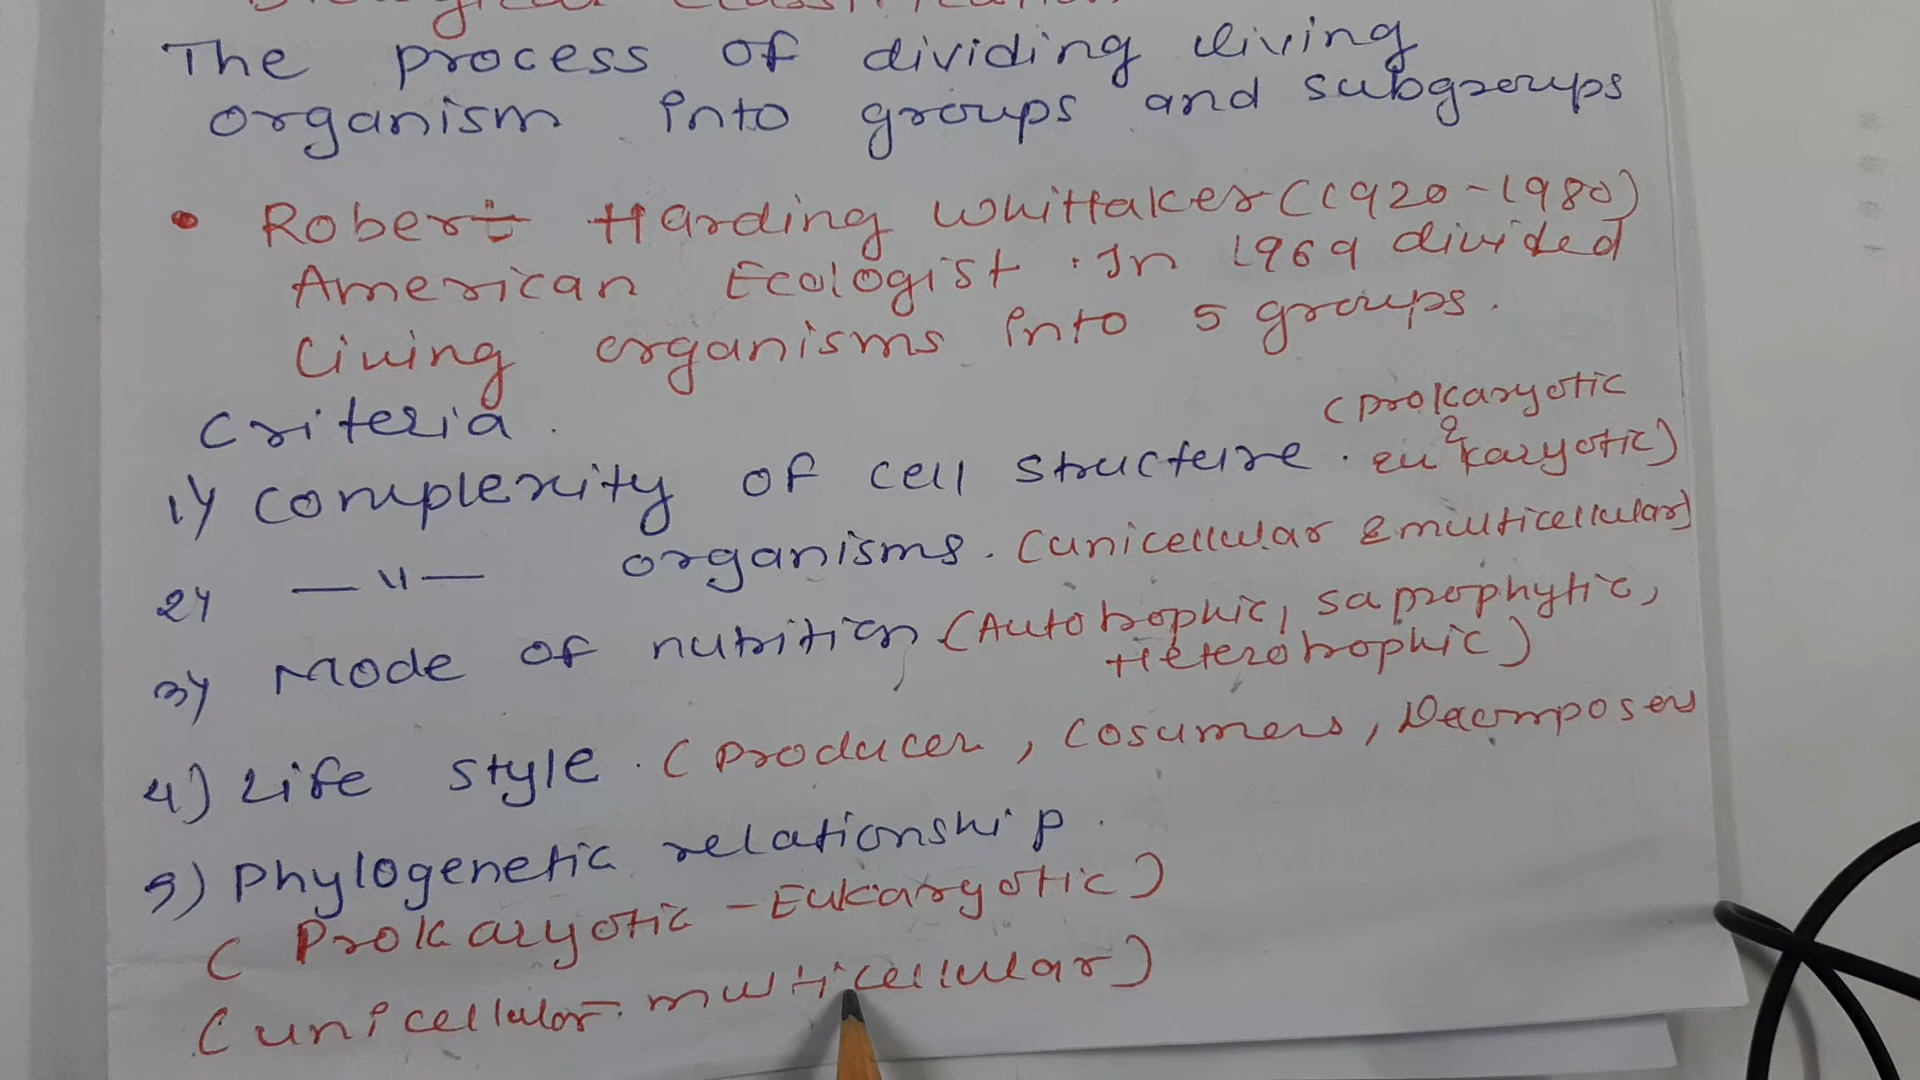 Biological Classification
The process of dividing living
organism into groups and subgroups
• Robert Harding Whittaker (1920-1980)
American Ecologist. In 1969 divided
Living organisms into 5 groups.
Criteria.
1) Complexity of cell structure. (prokaryotic & eukaryotic)
2) —"— organisms. (unicellular & multicellular)
3) Mode of nutrition (Autotrophic, saprophytic,
Heterotrophic)
4) Life style. (producer, cosumers, Decomposers
5) Phylogenetic relationship.
( Prokaryotic - Eukaryotic)
(unicellular - multicellular)